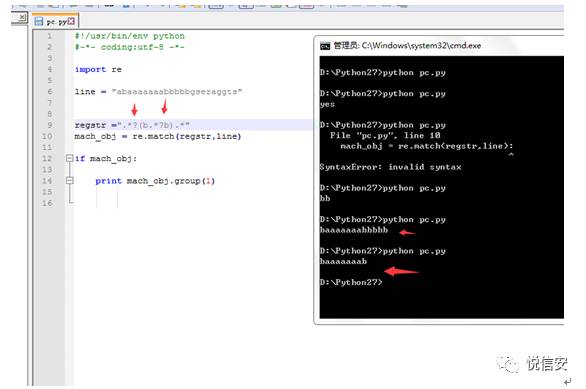 pc.py
1 #!/usr/bin/env python
2 #-*- coding:utf-8 -*-
3
4 import re
5
6 line = "abaaaaaaabbbbbgseraggts"
7
8
9 regstr =".*?(b.*?b).*"
10 mach_obj = re.match(regstr,line)
11
12 if mach_obj:
13
14 print mach_obj.group(1)
15
16
管理员: C:\Windows\system32\cmd.exe
D:\Python27>python pc.py
D:\Python27>python pc.py
yes
D:\Python27>python pc.py
File "pc.py", line 10
mach_obj = re.match(regstr,line):
^
SyntaxError: invalid syntax
D:\Python27>python pc.py
bb
D:\Python27>python pc.py
baaaaaaabbbbb
D:\Python27>python pc.py
baaaaaaab
D:\Python27>
悦信安